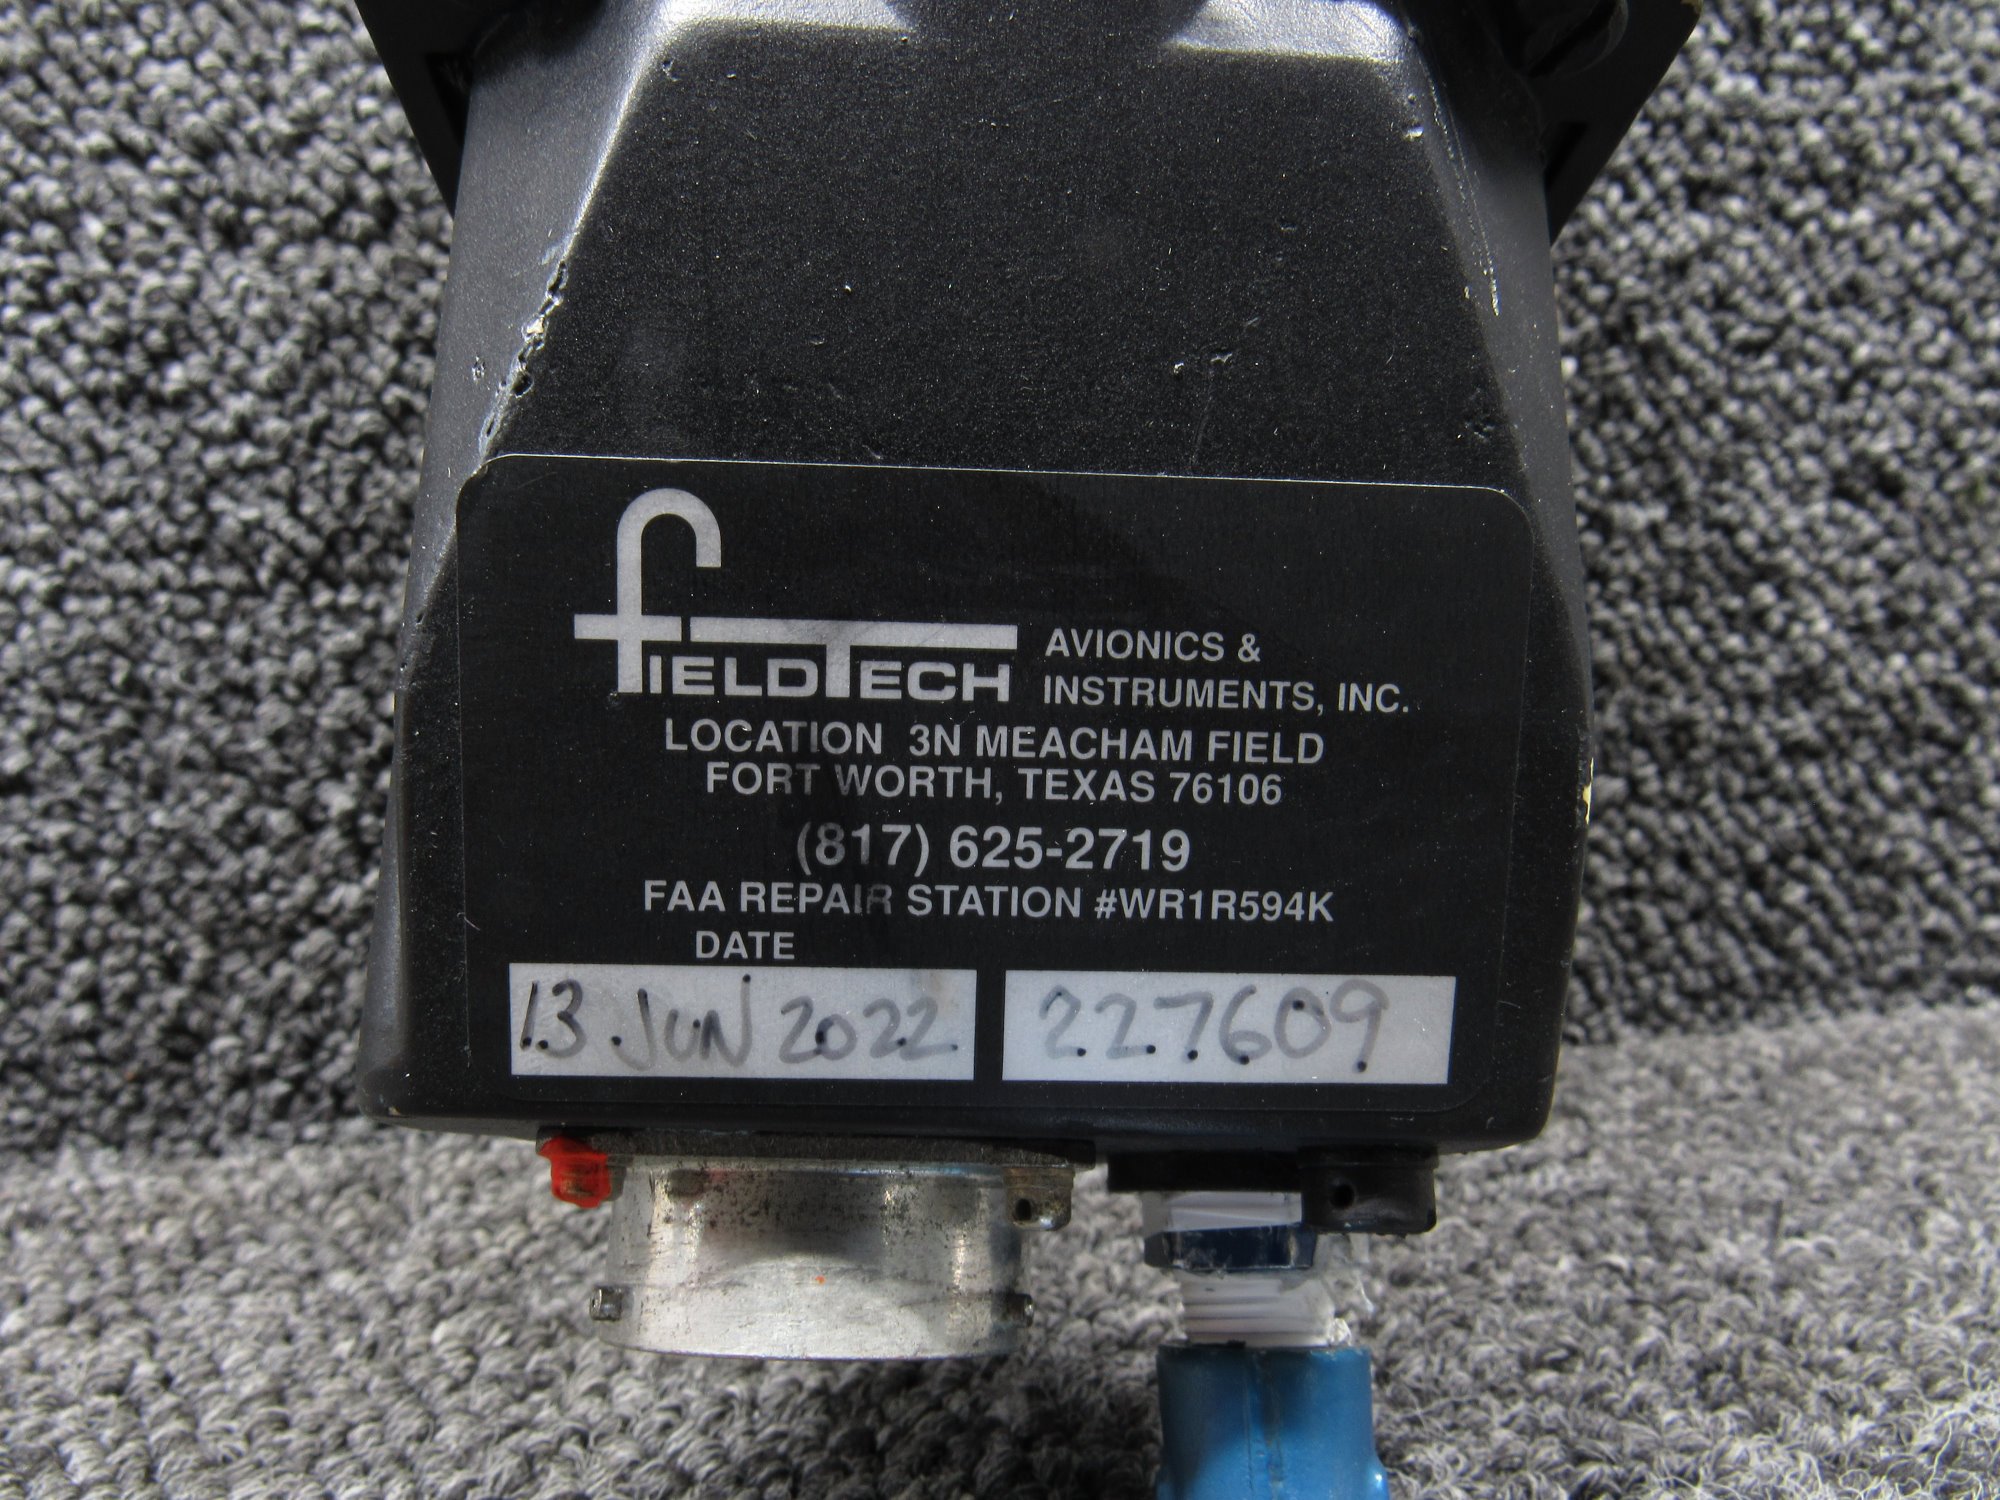 fIELDTECH AVIONICS &
INSTRUMENTS, INC.
LOCATION 3N MEACHAM FIELD
FORT WORTH, TEXAS 76106
(817) 625-2719
FAA REPAIR STATION #WR1R594K
DATE
13 JUN 2022 227609